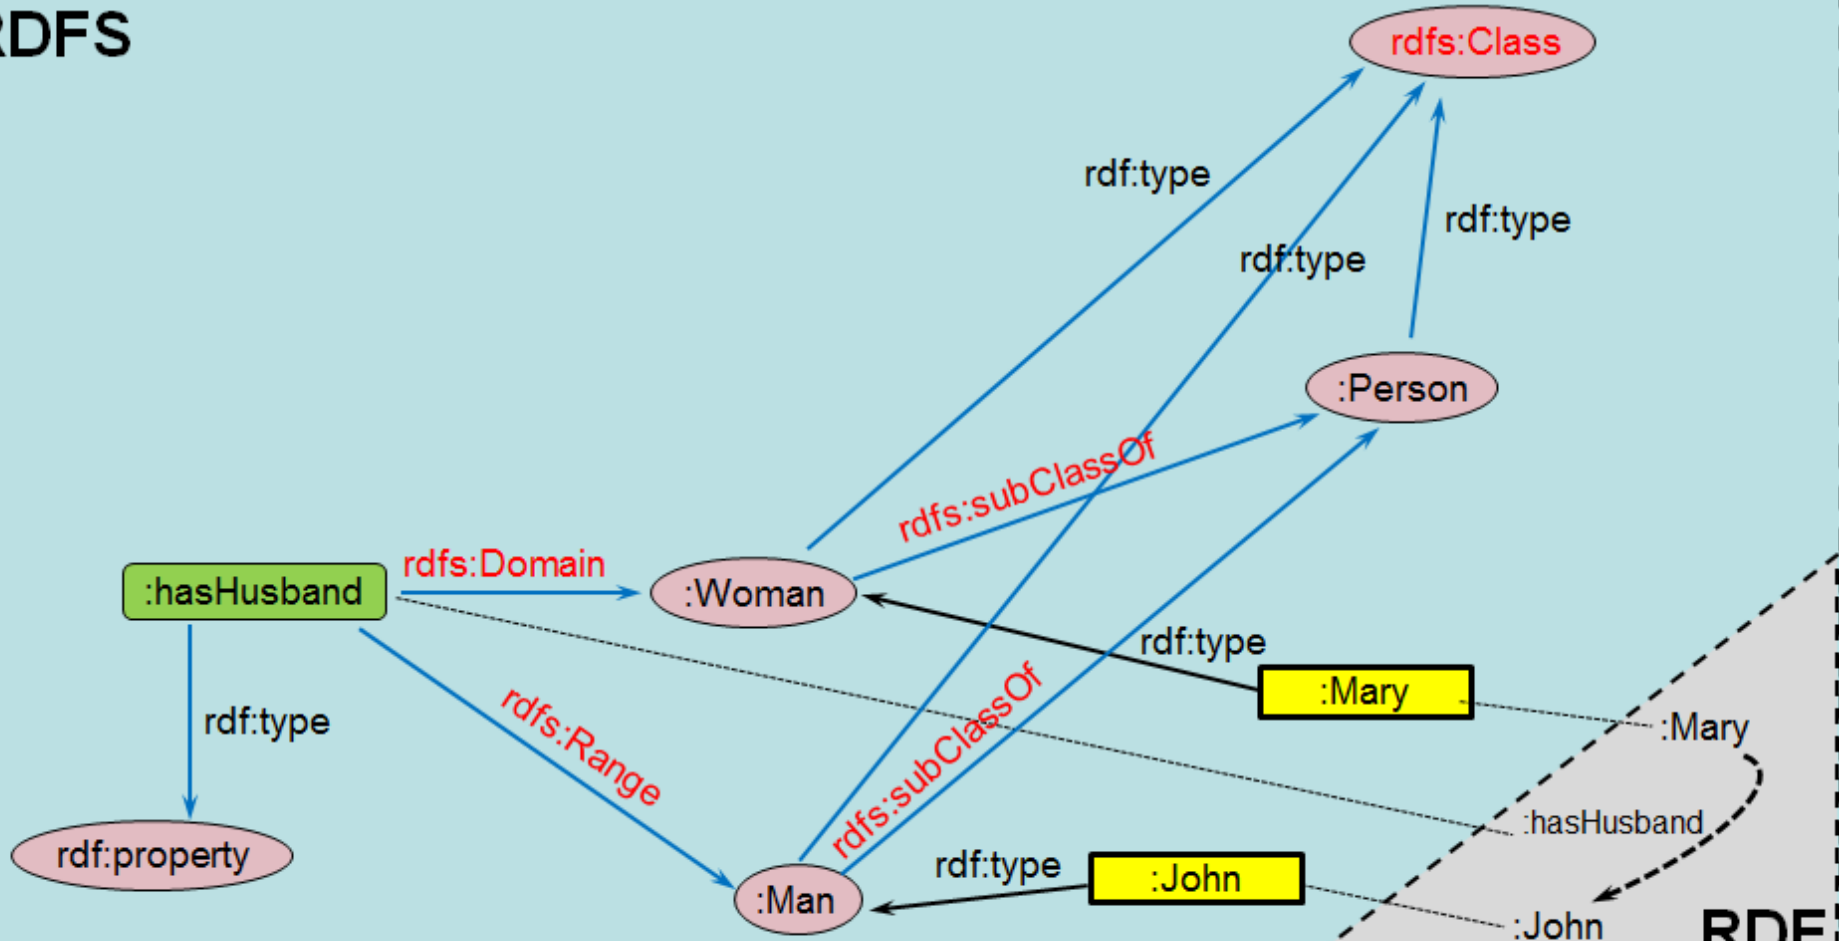 RDFS
rdfs:Class
rdf:type
rdf:type
rdf:type
:Person
rdfs:subClassOf
:hasHusband
rdfs:Domain
:Woman
rdf:type
:Mary
:Mary
rdf:type
rdfs:Range
rdfs:subClassOf
:hasHusband
rdf:property
:Man
rdf:type
:John
:John
RDF